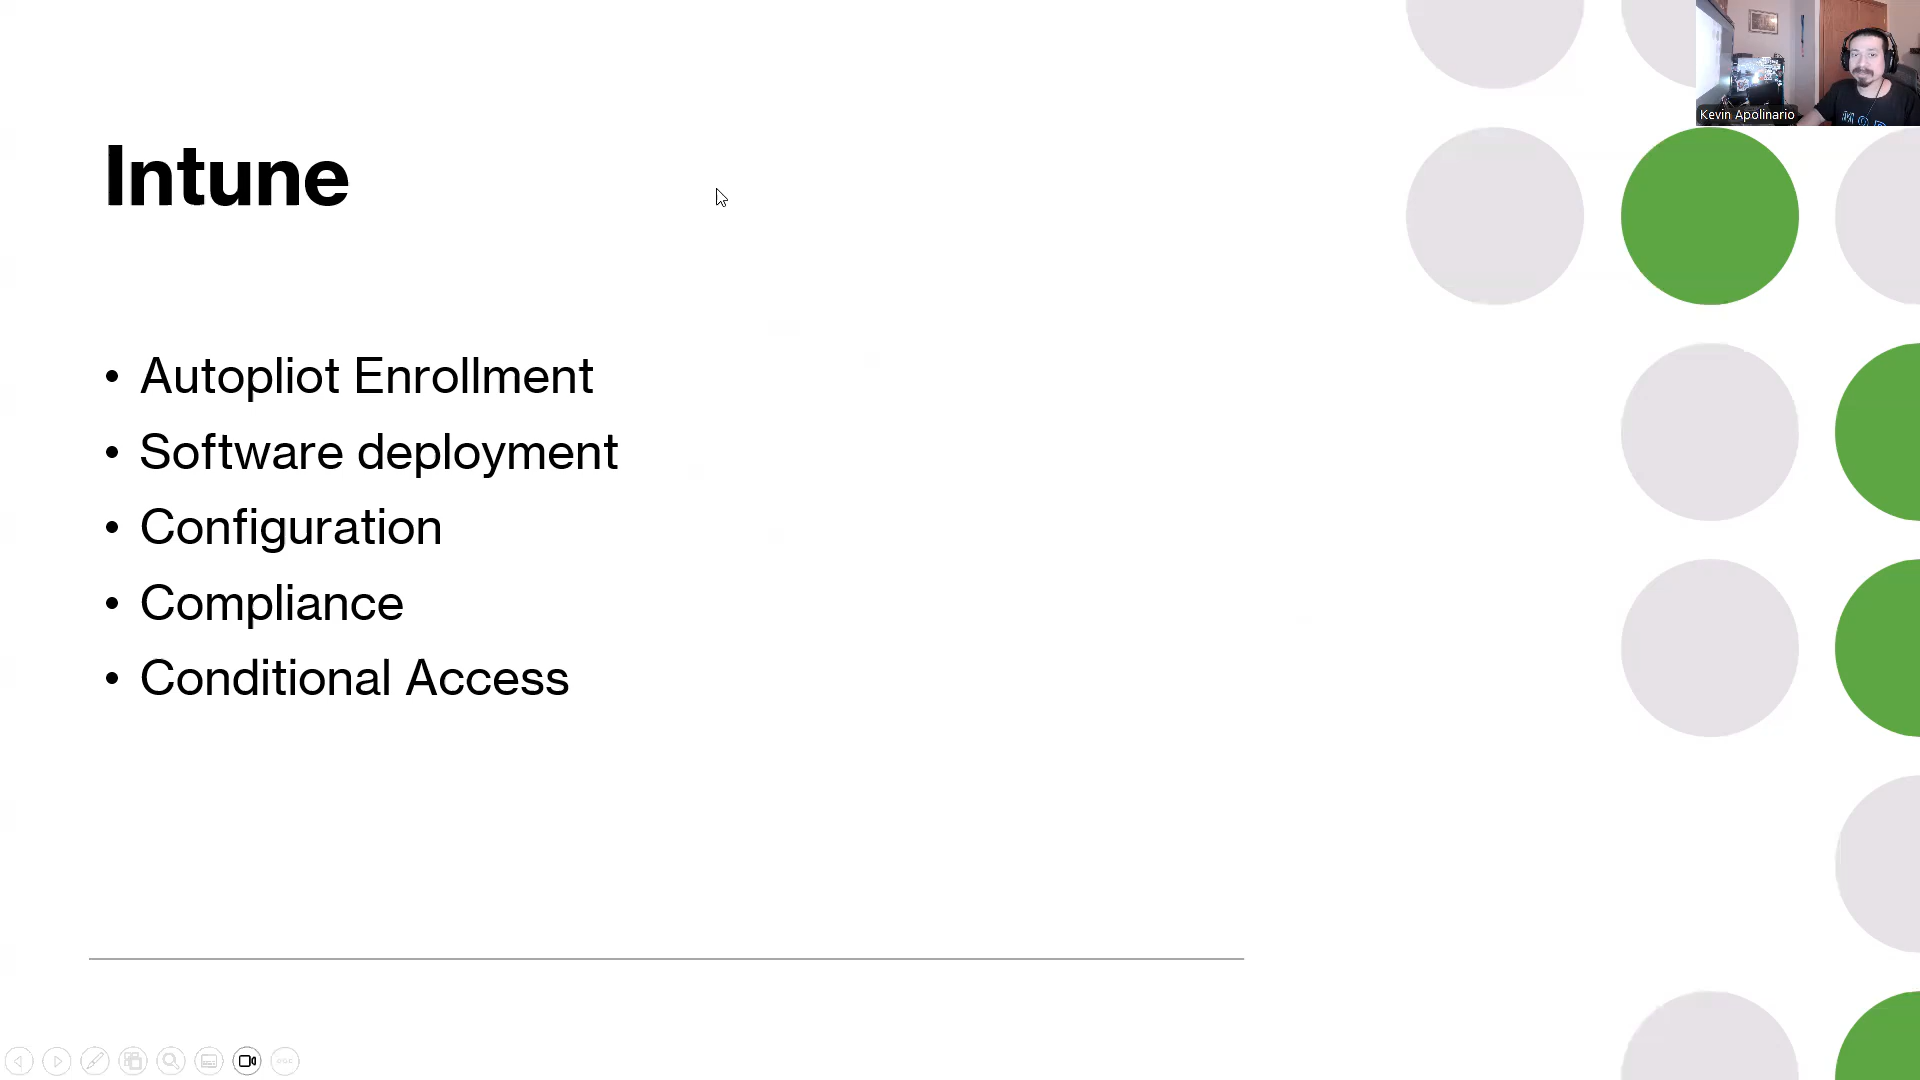 Kevin Apolinario
Intune
• Autopliot Enrollment
• Software deployment
• Configuration
• Compliance
• Conditional Access